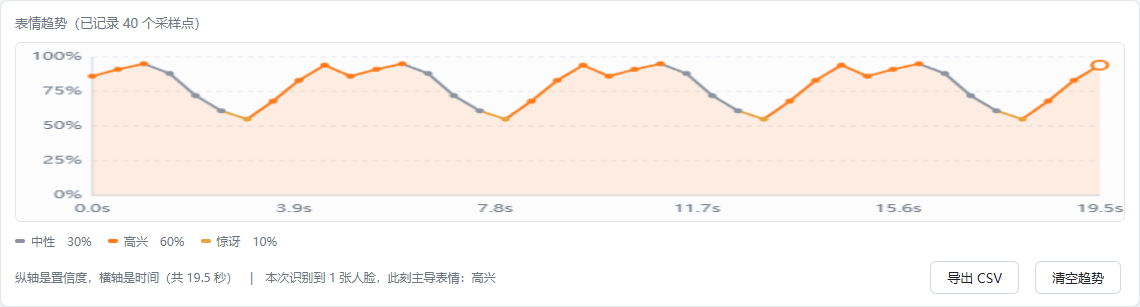 表情趋势（已记录 40 个采样点）
100%
75%
50%
25%
0%
0.0s 3.9s 7.8s 11.7s 15.6s 19.5s
中性 30% 高兴 60% 惊讶 10%
纵轴是置信度，横轴是时间（共 19.5 秒） | 本次识别到 1 张人脸，此刻主导表情：高兴
导出 CSV 清空趋势